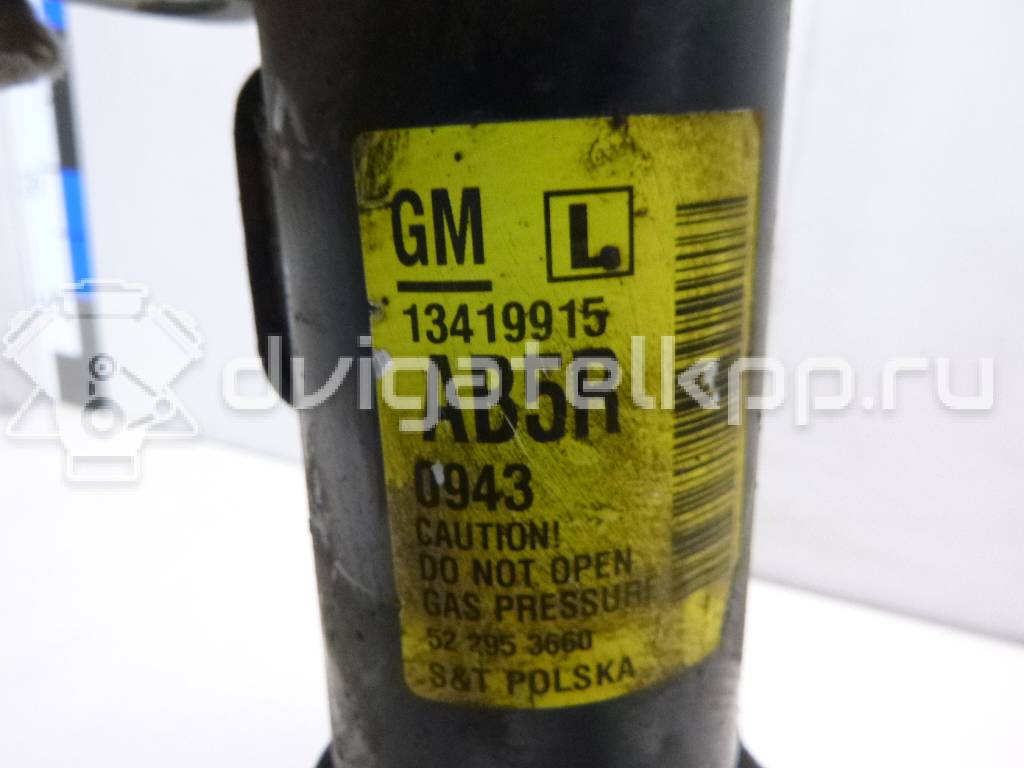 GM L
13419915
AB5R
0943
CAUTION!
DO NOT OPEN
GAS PRESSURE
52 295 3660
S&T POLSKA
dvigatelkpp.ru